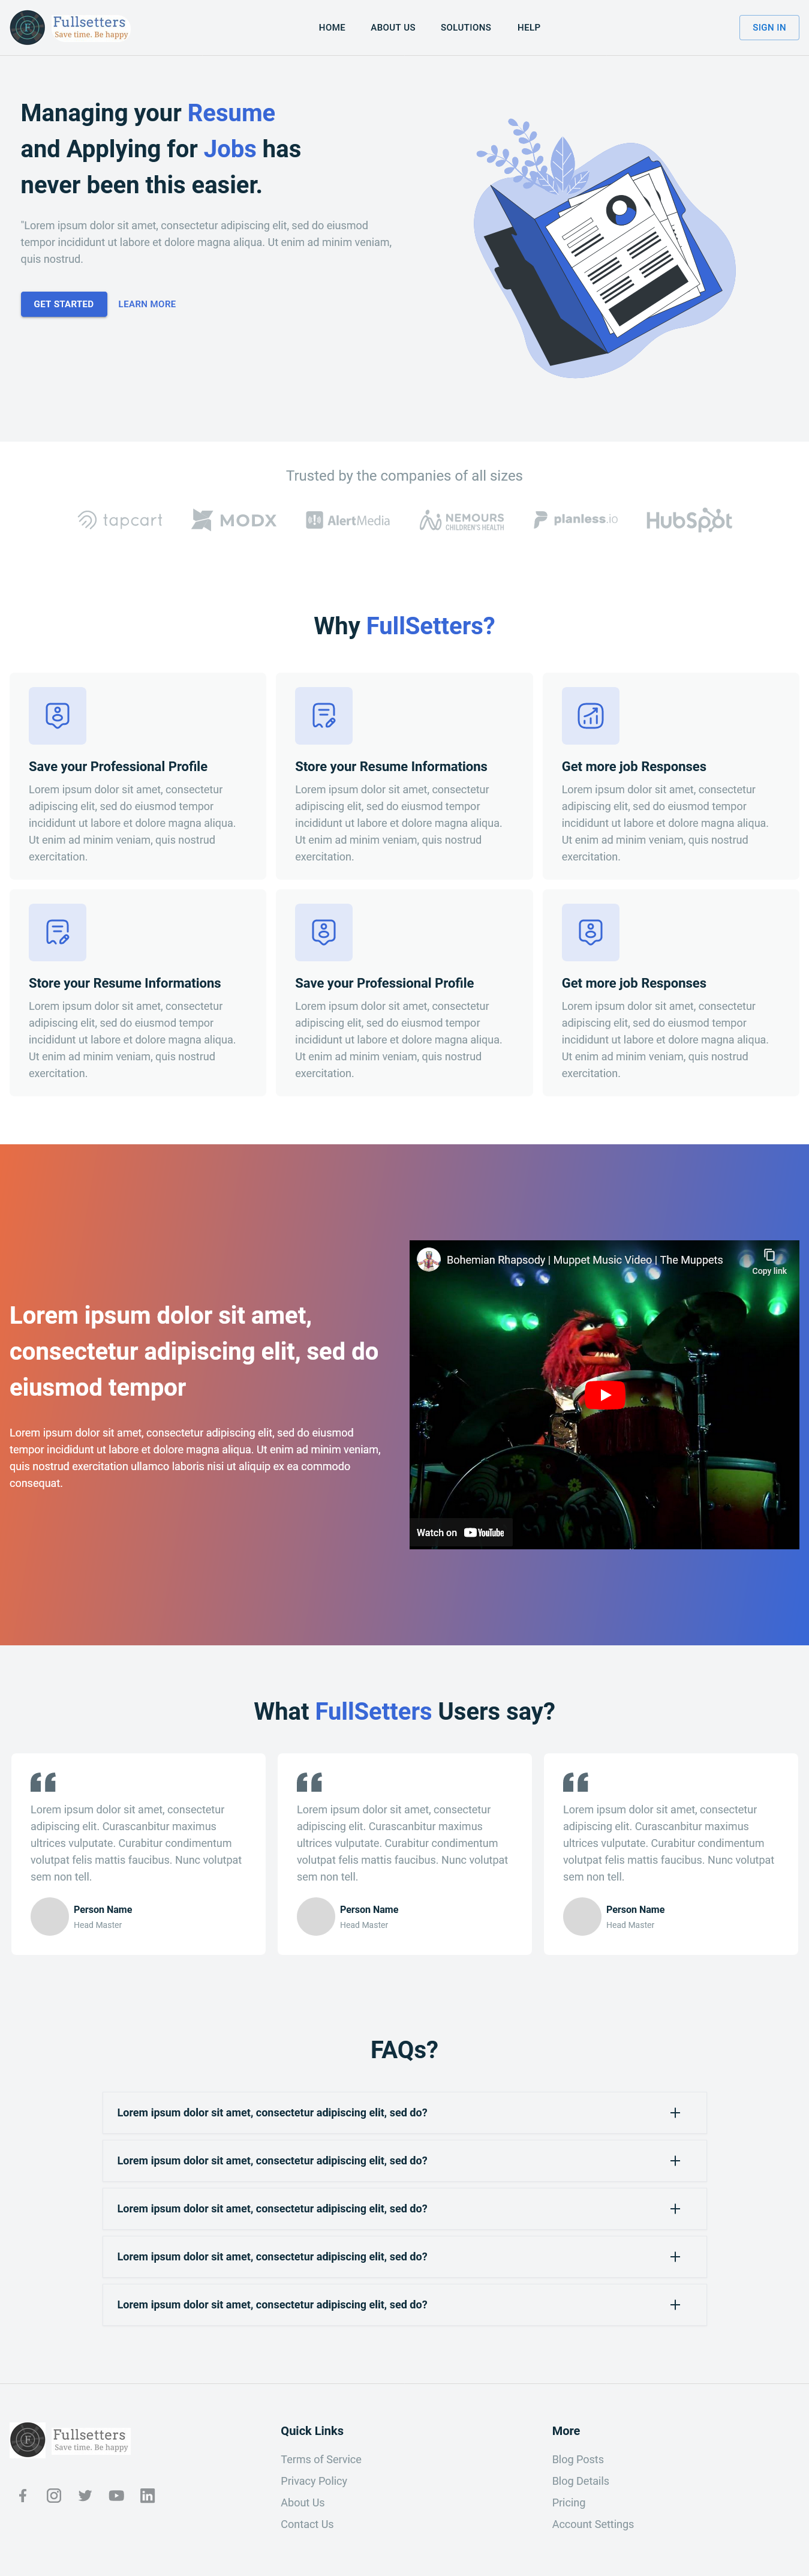 Fullsetters
Save time. Be happy
HOME ABOUT US SOLUTIONS HELP
SIGN IN
Managing your Resume
and Applying for Jobs has
never been this easier.
"Lorem ipsum dolor sit amet, consectetur adipiscing elit, sed do eiusmod
tempor incididunt ut labore et dolore magna aliqua. Ut enim ad minim veniam,
quis nostrud.
GET STARTED LEARN MORE
Trusted by the companies of all sizes
tapcart
MODX
AlertMedia
NEMOURS
CHILDREN'S HEALTH
planless.io
HubSpot
Why FullSetters?
Save your Professional Profile
Lorem ipsum dolor sit amet, consectetur
adipiscing elit, sed do eiusmod tempor
incididunt ut labore et dolore magna aliqua.
Ut enim ad minim veniam, quis nostrud
exercitation.
Store your Resume Informations
Lorem ipsum dolor sit amet, consectetur
adipiscing elit, sed do eiusmod tempor
incididunt ut labore et dolore magna aliqua.
Ut enim ad minim veniam, quis nostrud
exercitation.
Get more job Responses
Lorem ipsum dolor sit amet, consectetur
adipiscing elit, sed do eiusmod tempor
incididunt ut labore et dolore magna aliqua.
Ut enim ad minim veniam, quis nostrud
exercitation.
Store your Resume Informations
Lorem ipsum dolor sit amet, consectetur
adipiscing elit, sed do eiusmod tempor
incididunt ut labore et dolore magna aliqua.
Ut enim ad minim veniam, quis nostrud
exercitation.
Save your Professional Profile
Lorem ipsum dolor sit amet, consectetur
adipiscing elit, sed do eiusmod tempor
incididunt ut labore et dolore magna aliqua.
Ut enim ad minim veniam, quis nostrud
exercitation.
Get more job Responses
Lorem ipsum dolor sit amet, consectetur
adipiscing elit, sed do eiusmod tempor
incididunt ut labore et dolore magna aliqua.
Ut enim ad minim veniam, quis nostrud
exercitation.
Lorem ipsum dolor sit amet,
consectetur adipiscing elit, sed do
eiusmod tempor
Lorem ipsum dolor sit amet, consectetur adipiscing elit, sed do eiusmod
tempor incididunt ut labore et dolore magna aliqua. Ut enim ad minim veniam,
quis nostrud exercitation ullamco laboris nisi ut aliquip ex ea commodo
consequat.
Bohemian Rhapsody | Muppet Music Video | The Muppets
Copy link
Watch on YouTube
What FullSetters Users say?
Lorem ipsum dolor sit amet, consectetur
adipiscing elit. Curascanbitur maximus
ultrices vulputate. Curabitur condimentum
volutpat felis mattis faucibus. Nunc volutpat
sem non tell.
Person Name
Head Master
Lorem ipsum dolor sit amet, consectetur
adipiscing elit. Curascanbitur maximus
ultrices vulputate. Curabitur condimentum
volutpat felis mattis faucibus. Nunc volutpat
sem non tell.
Person Name
Head Master
Lorem ipsum dolor sit amet, consectetur
adipiscing elit. Curascanbitur maximus
ultrices vulputate. Curabitur condimentum
volutpat felis mattis faucibus. Nunc volutpat
sem non tell.
Person Name
Head Master
FAQs?
Lorem ipsum dolor sit amet, consectetur adipiscing elit, sed do?
Lorem ipsum dolor sit amet, consectetur adipiscing elit, sed do?
Lorem ipsum dolor sit amet, consectetur adipiscing elit, sed do?
Lorem ipsum dolor sit amet, consectetur adipiscing elit, sed do?
Lorem ipsum dolor sit amet, consectetur adipiscing elit, sed do?
Fullsetters
Save time. Be happy
Quick Links
Terms of Service
Privacy Policy
About Us
Contact Us
More
Blog Posts
Blog Details
Pricing
Account Settings